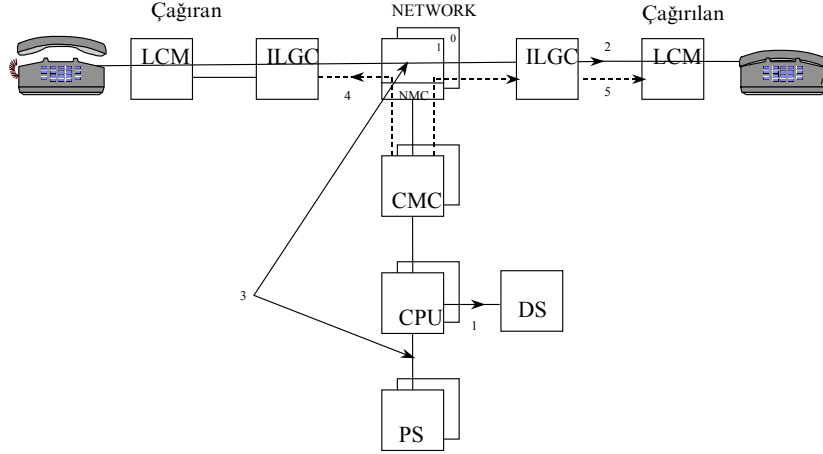 Çağıran
NETWORK
Çağırılan
0
1
LCM
ILGC
ILGC
2
LCM
4
NMC
5
CMC
3
CPU
1
DS
PS